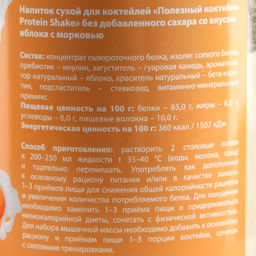 Напиток сухой для коктейлей «Полезный коктейль
Protein Shake» без добавленного сахара со вкусом
яблока с морковью
Состав: концентрат сывороточного белка, изолят соевого белка,
пребиотик – инулин, загуститель – гуаровая камедь, ароматиза-
тор натуральный – яблоко, краситель натуральный – бета-каро-
тин, подсластитель – стевиозид, витаминно-минеральный
премикс.
Пищевая ценность на 100 г: белки – 65,0 г, жиры – 6,0
углеводы – 6,0 г, пищевые волокна – 10,0 г.
Энергетическая ценность на 100 г: 360 ккал / 1507 кДж.
Способ приготовления: растворить 2 столовые ложки
в 200-250 мл жидкости t 35–40 °C (воды, молока, сока)
и тщательно перемешать. Употреблять как дополнение
к основному рациону питания и/или в качестве замены
1–3 приёмов пищи для снижения общей калорийности рациона
и увеличения количества потребляемого белка. Для похудения
необходимо заменить 1–3 приёма пищи и придерживаться
низкокалорийной диеты, сочетать с физической активностью.
Для набора мышечной массы необходимо добавить к основному
рациону и приёмам пищи 1–3 порции коктейля, сочетать
с силовыми тренировками.